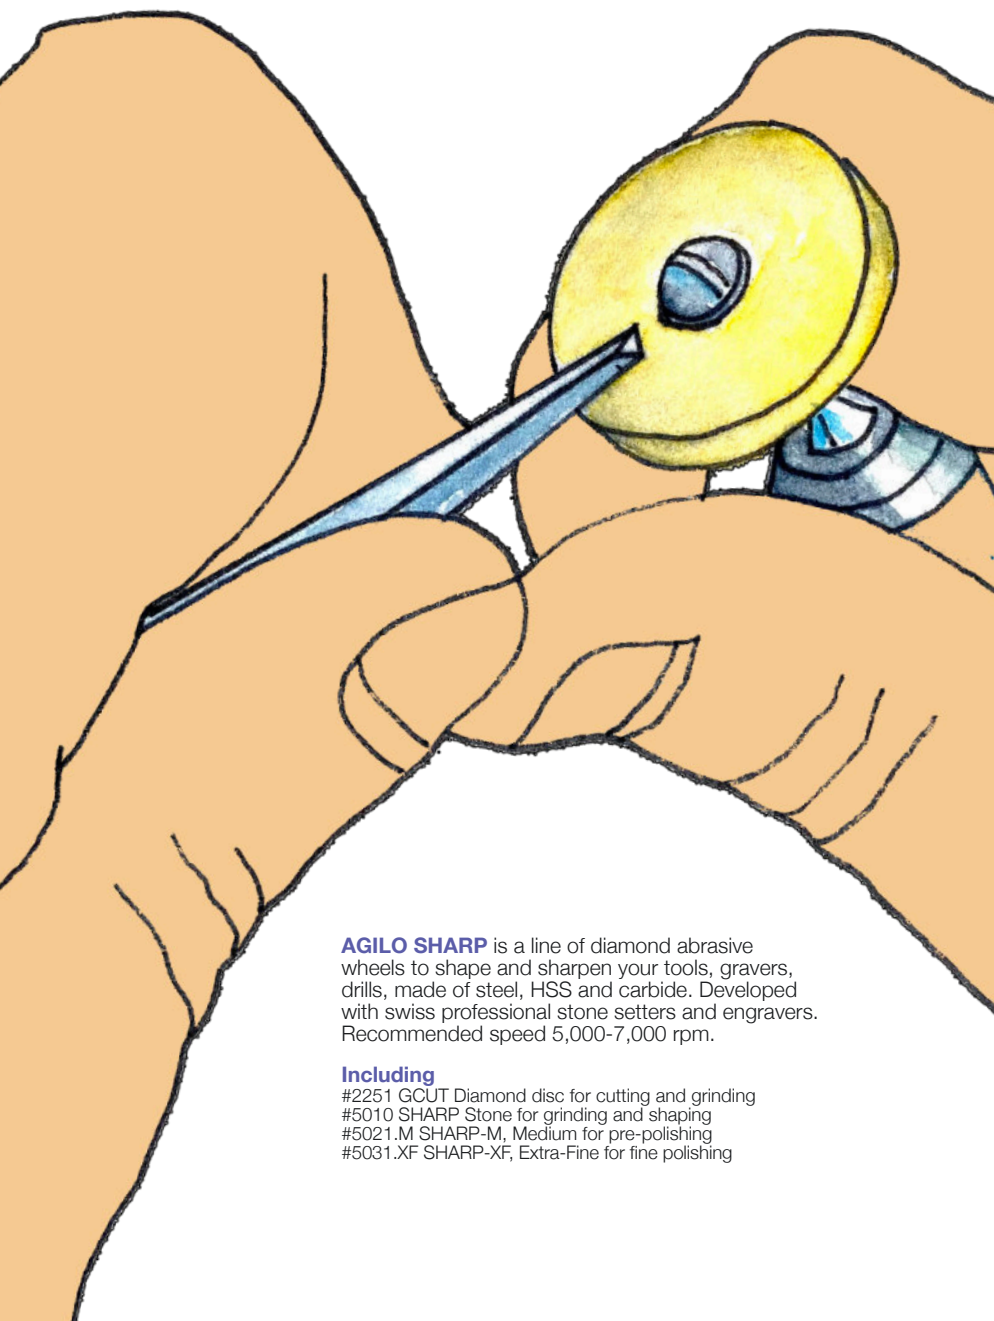 AGILO SHARP is a line of diamond abrasive
wheels to shape and sharpen your tools, gravers,
drills, made of steel, HSS and carbide. Developed
with swiss professional stone setters and engravers.
Recommended speed 5,000-7,000 rpm.
Including
#2251 GCUT Diamond disc for cutting and grinding
#5010 SHARP Stone for grinding and shaping
#5021.M SHARP-M, Medium for pre-polishing
#5031.XF SHARP-XF, Extra-Fine for fine polishing